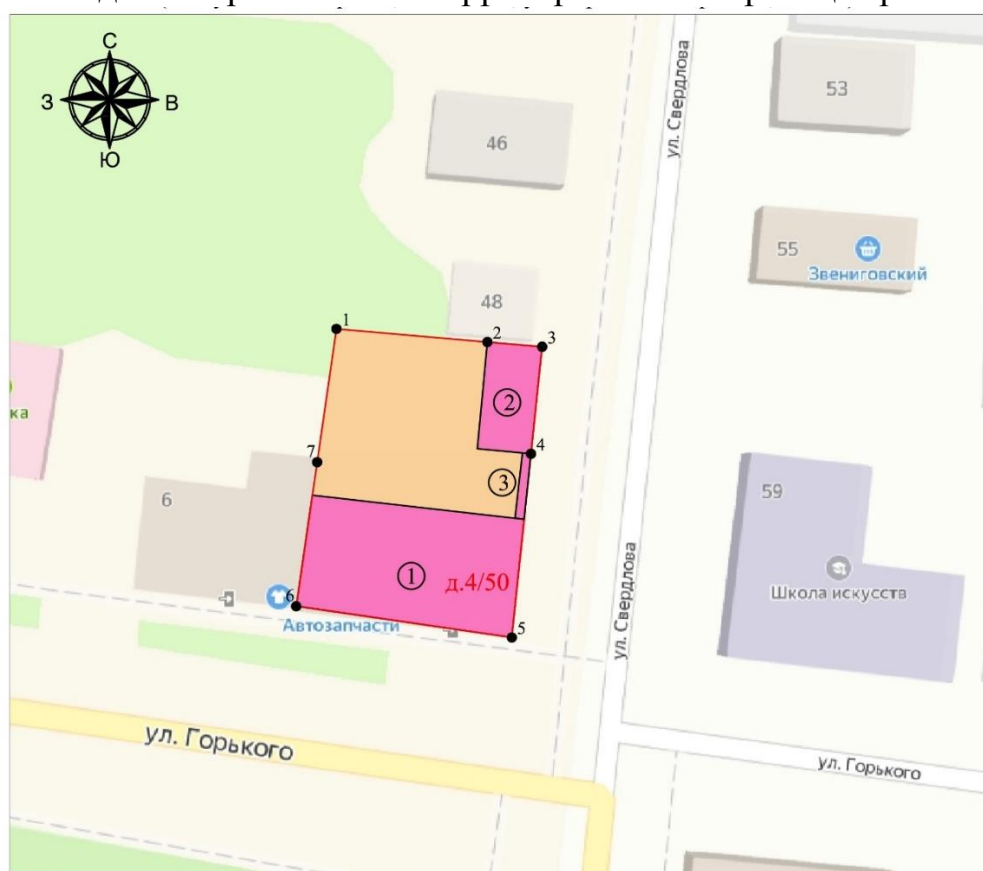 С
З
В
Ю
46
ул. Свердлова
53
55
Звениговский
48
1
2
3
②
4
ка
7
③
6
59
①
д.4/50
Школа искусств
6
Автозапчасти
5
ул. Свердлова
ул. Горького
ул. Горького